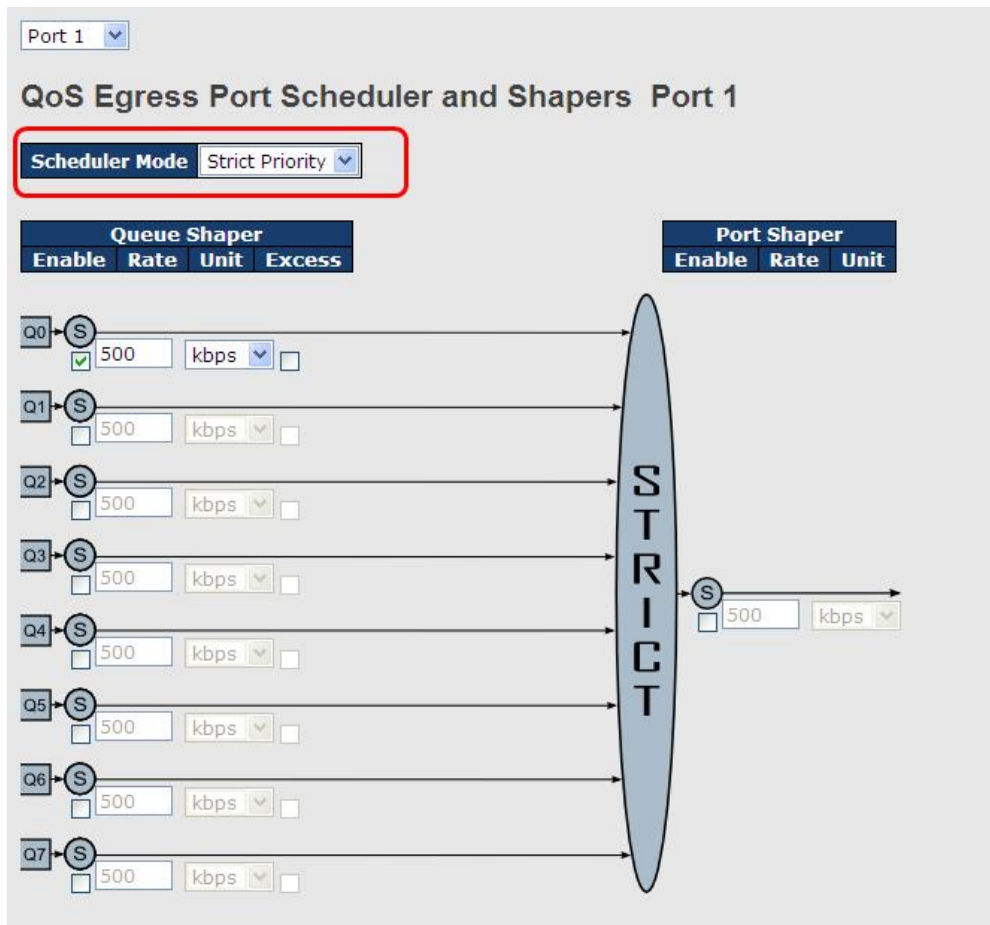 Port 1
QoS Egress Port Scheduler and Shapers Port 1
Scheduler Mode Strict Priority
Queue Shaper Port Shaper
Enable Rate Unit Excess Enable Rate Unit
Q0 S
500 kbps
Q1 S
500 kbps
Q2 S
500 kbps
Q3 S
500 kbps
Q4 S
500 kbps
Q5 S
500 kbps
Q6 S
500 kbps
Q7 S
500 kbps
STRICT
S
500 kbps